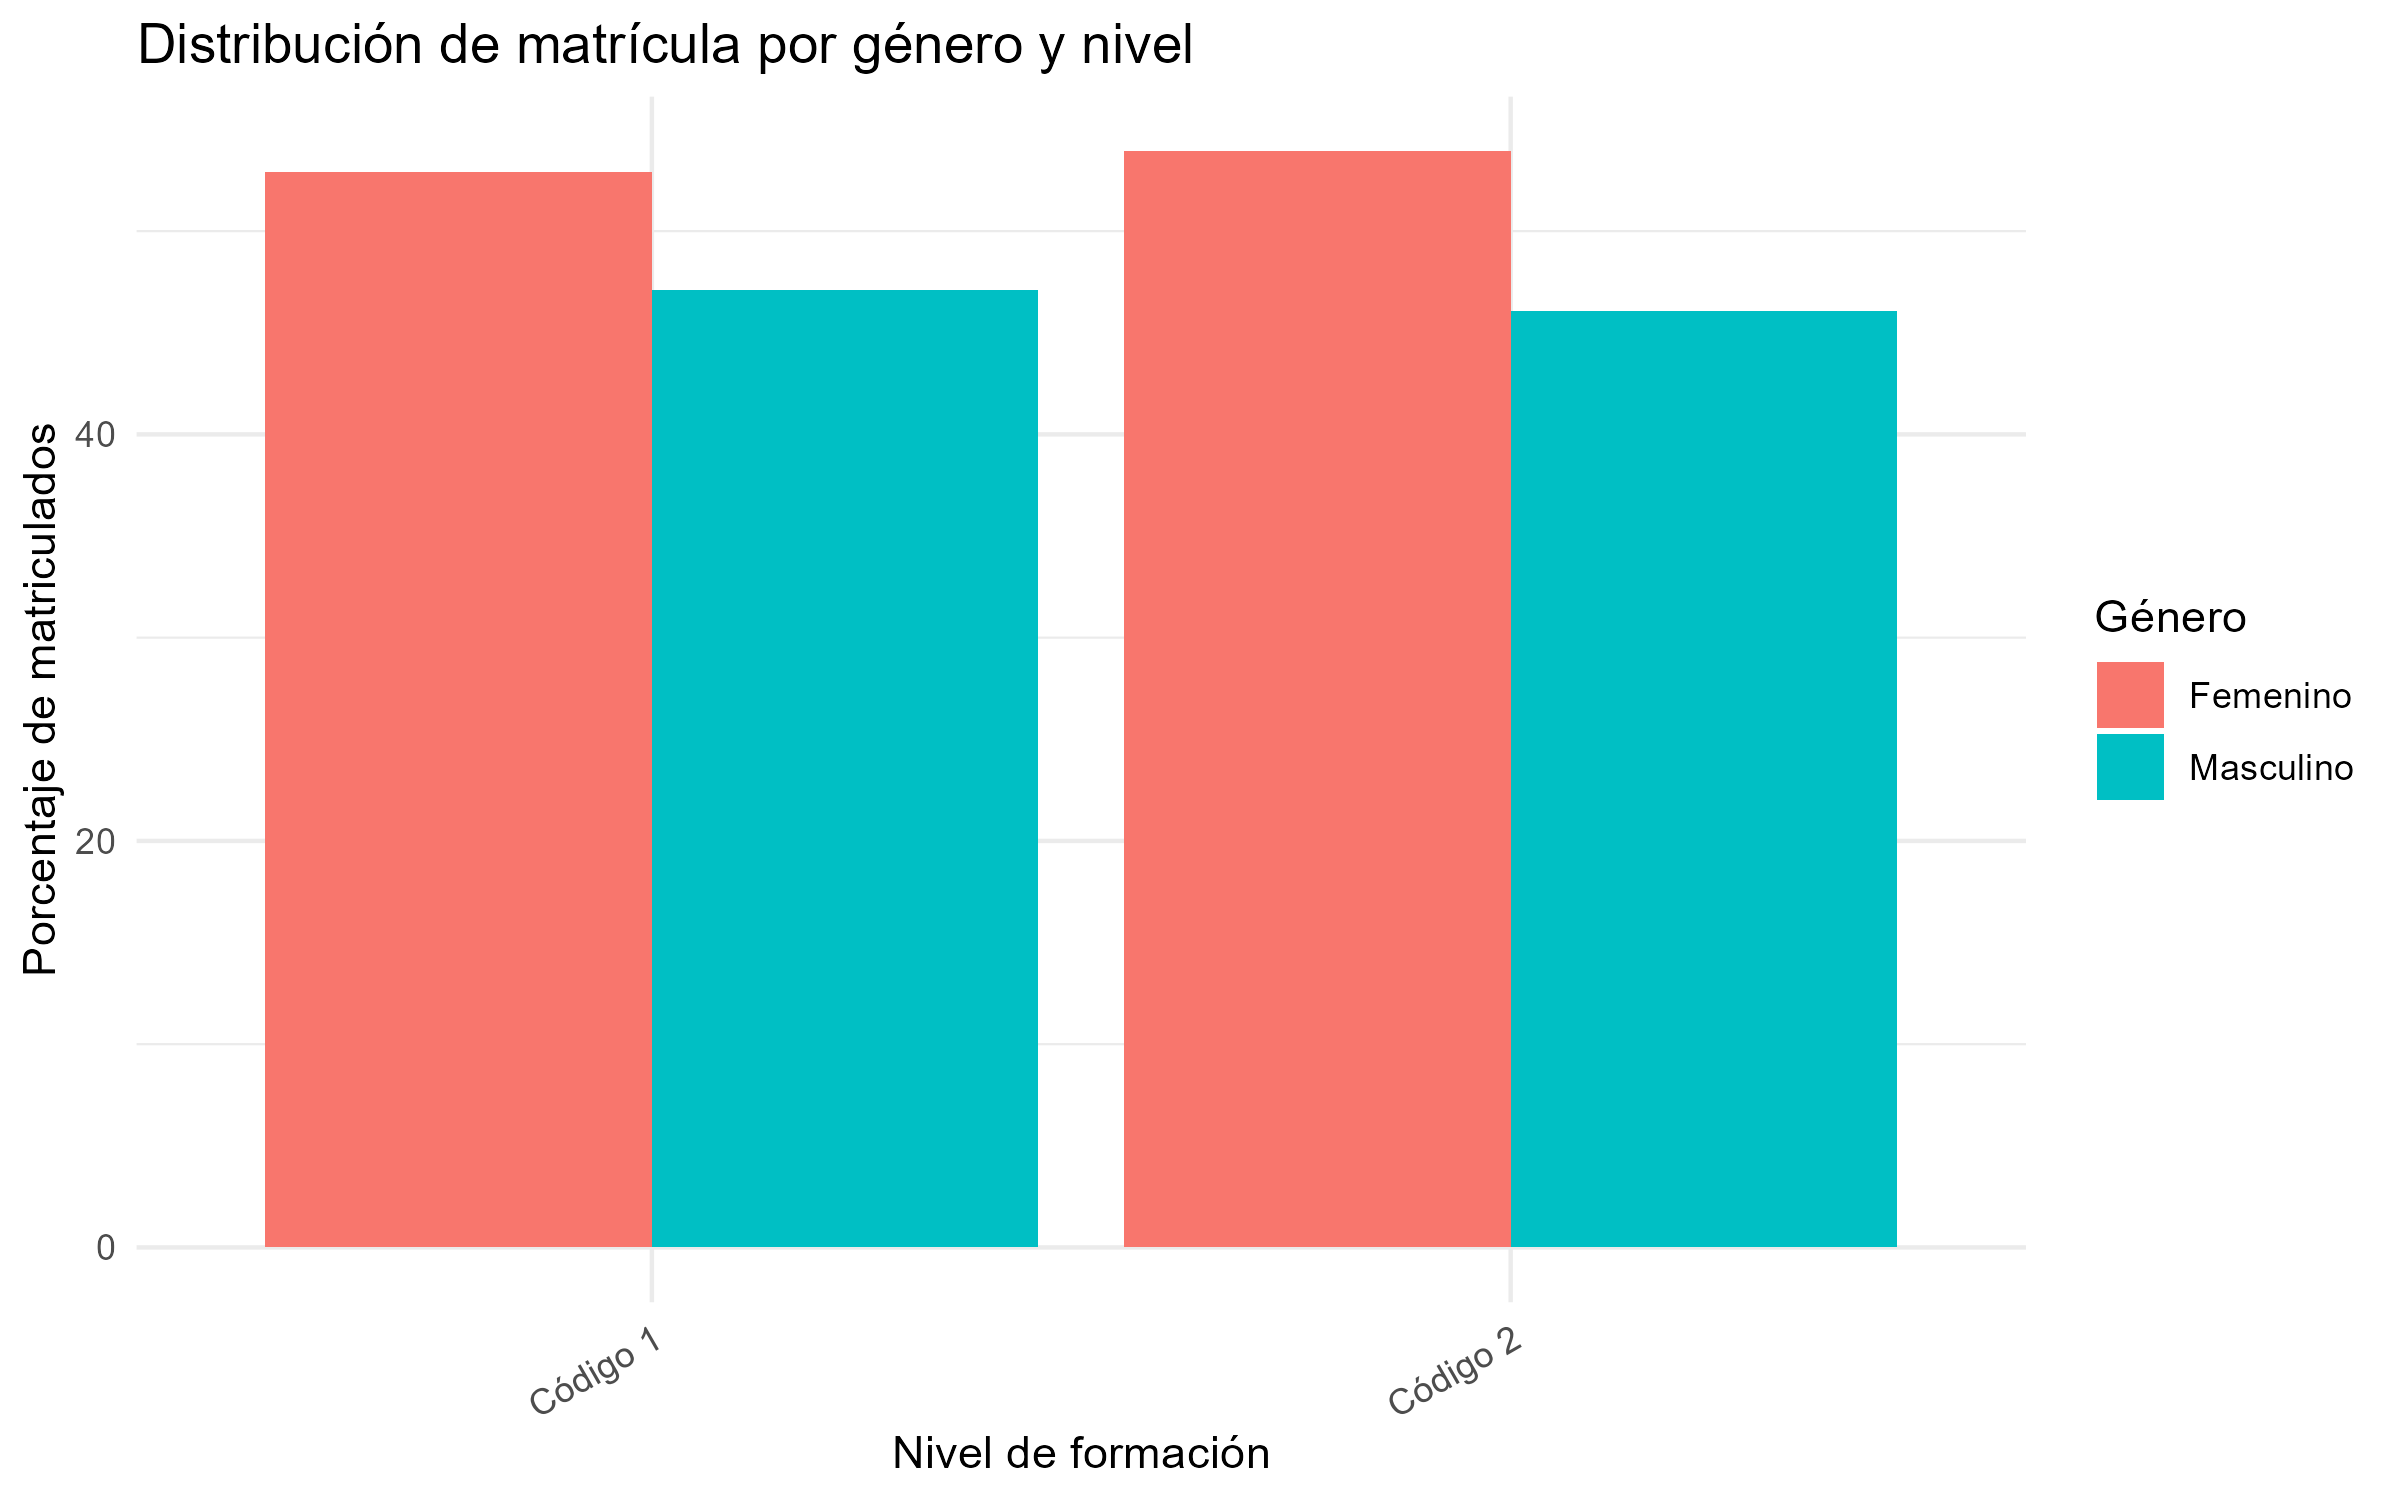 Distribución de matrícula por género y nivel
Porcentaje de matriculados
40
20
0
Código 1
Código 2
Nivel de formación
Género
Femenino
Masculino